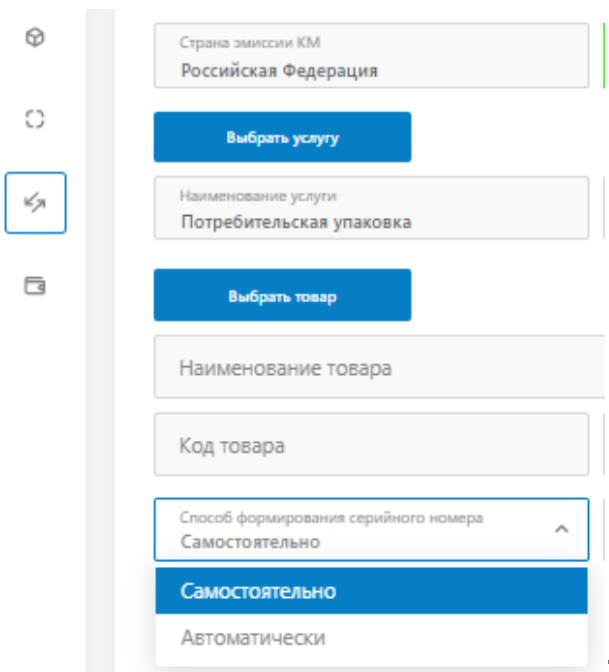 Страна эмиссии КМ
Российская Федерация
Выбрать услугу
Наименование услуги
Потребительская упаковка
Выбрать товар
Наименование товара
Код товара
Способ формирования серийного номера
Самостоятельно
Самостоятельно
Автоматически